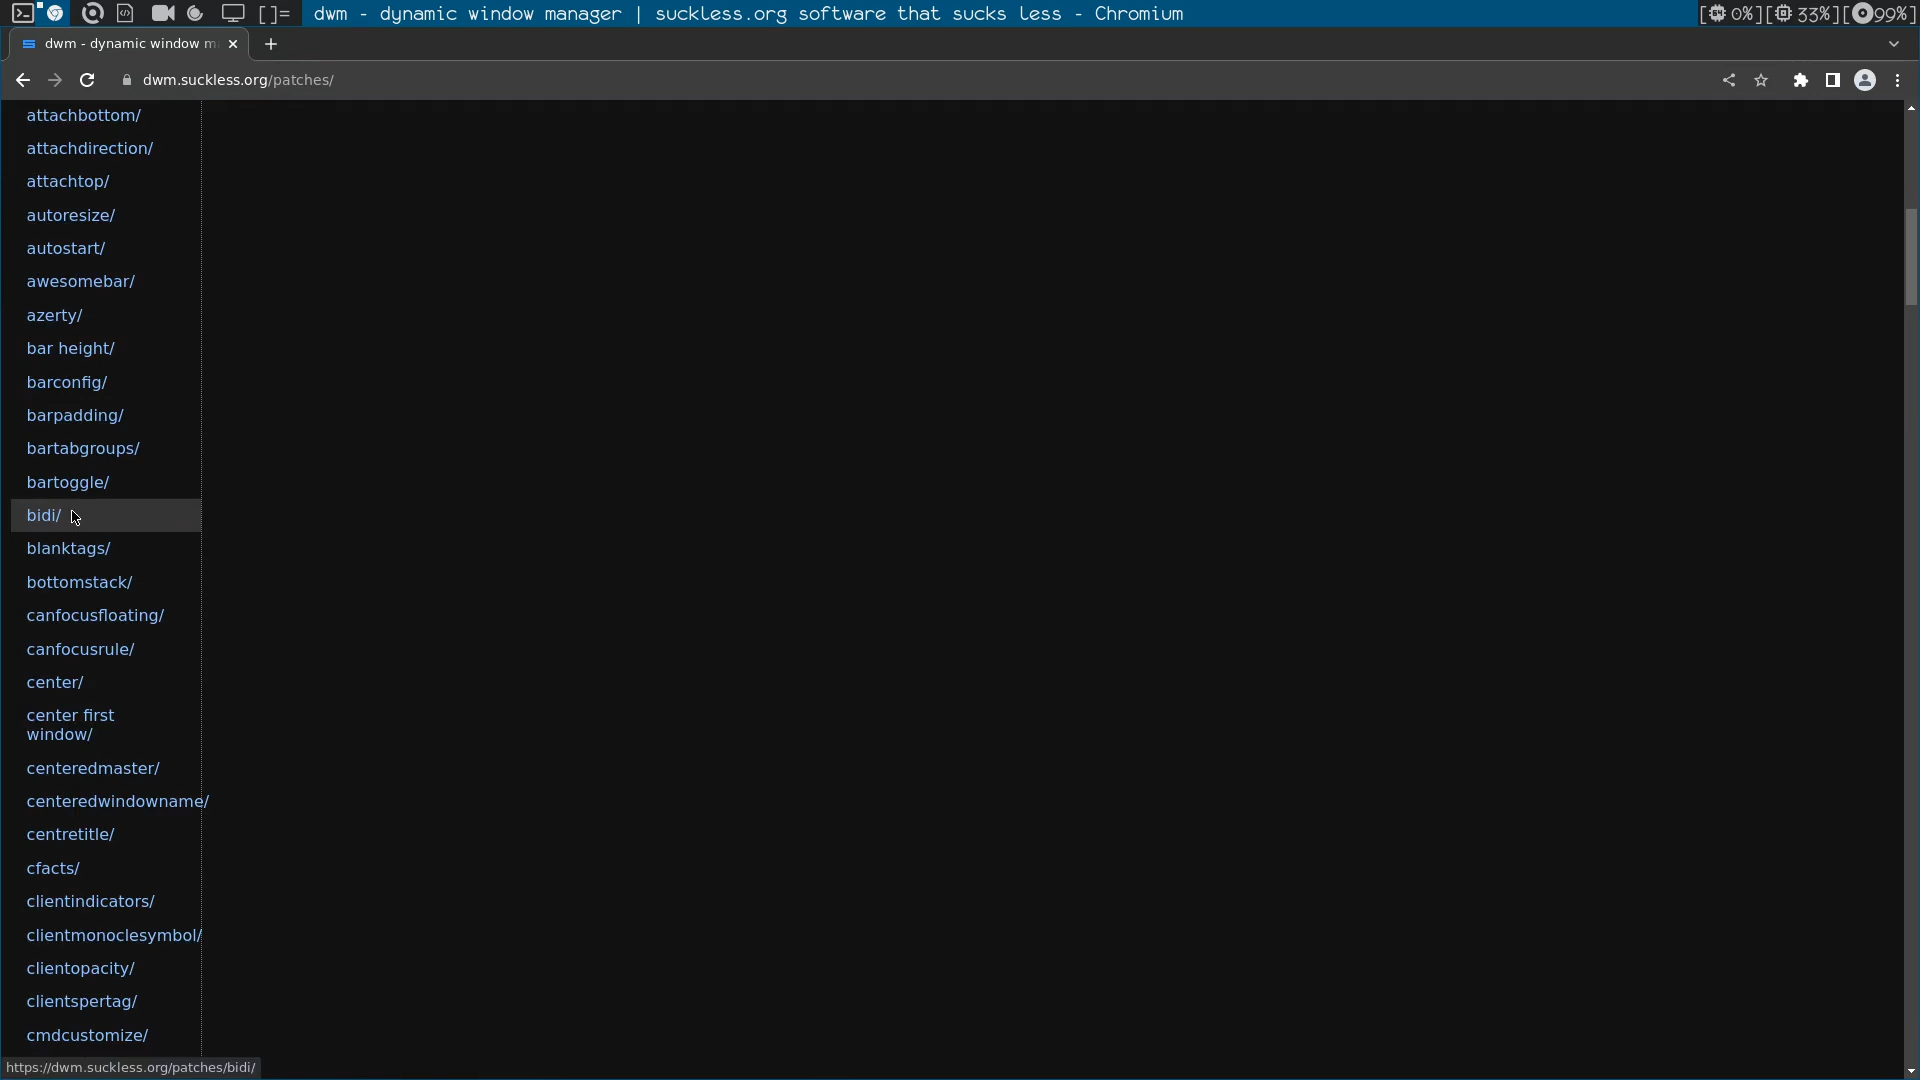 []=
dwm - dynamic window manager | suckless.org software that sucks less - Chromium
[ 0%][ 33%][ 99%]
dwm - dynamic window m
dwm.suckless.org/patches/
attachbottom/
attachdirection/
attachtop/
autoresize/
autostart/
awesomebar/
azerty/
bar height/
barconfig/
barpadding/
bartabgroups/
bartoggle/
bidi/
blanktags/
bottomstack/
canfocusfloating/
canfocusrule/
center/
center first
window/
centeredmaster/
centeredwindowname/
centretitle/
cfacts/
clientindicators/
clientmonoclesymbol/
clientopacity/
clientspertag/
cmdcustomize/
https://dwm.suckless.org/patches/bidi/